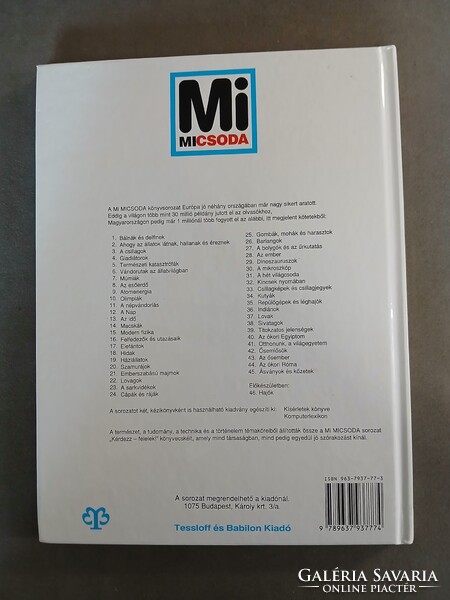 Mi
MICSODA
A MI MICSODA könyvsorozat Európa jó néhány országában már nagy sikert aratott.
Eddig a világon több mint 30 millió példány jutott el az olvasókhoz,
Magyarországon pedig már 1 milliónál több fogyott el az alábbi, itt megjelent kötetekből:
1. Bálnák és delfinek
2. Ahogy az állatok látnak, hallanak és éreznek
3. A csillagok
4. Gladiátorok
5. Természeti katasztrófák
6. Vándorutak az állatvilágban
7. Múmiák
8. Az esőerdő
9. Atomenergia
10. Olimpiák
11. A népvándorlás
12. A Nap
13. Az idő
14. Macskák
15. Modern fizika
16. Felfedezők és utazásaik
17. Elefántok
18. Hidak
19. Háziállatok
20. Szamurájok
21. Emberszabású majmok
22. Lovagok
23. A sarkvidékek
24. Cápák és ráják
25. Gombák, mohák és harasztok
26. Barlangok
27. A bolygók és az űrkutatás
28. Az ember
29. Dinoszauruszok
30. A mikroszkóp
31. A hét világcsoda
32. Kincsek nyomában
33. Csillagképek és csillagjegyek
34. Kutyák
35. Repülőgépek és léghajók
36. Indiánok
37. Lovak
38. Sivatagok
39. Titokzatos jelenségek
40. Az ókori Egyiptom
41. Otthonunk, a világegyetem
42. Ősemlősök
43. Az ősember
44. Az ókori Róma
45. Ásványok és kőzetek
Előkészületben:
46. Hajók
A sorozatot két, kézikönyvként is használható kiadvány egészíti ki: Kísérletek könyve
Komputerlexikon
A természet, a tudomány, a technika és a történelem témaköreiből állították össze a MI MICSODA sorozat
„Kérdezz – felelek!" könyvecskéit, amely mind társaságban, mind pedig egyedül jó szórakozást kínál.
ISBN 963-7937-77-3
9 789637 937774
A sorozat megrendelhető a kiadónál.
1075 Budapest, Károly krt. 3/a.
Tessloff és Babilon Kiadó
GALÉRIA SAVARIA
ONLINE PIACTÉR